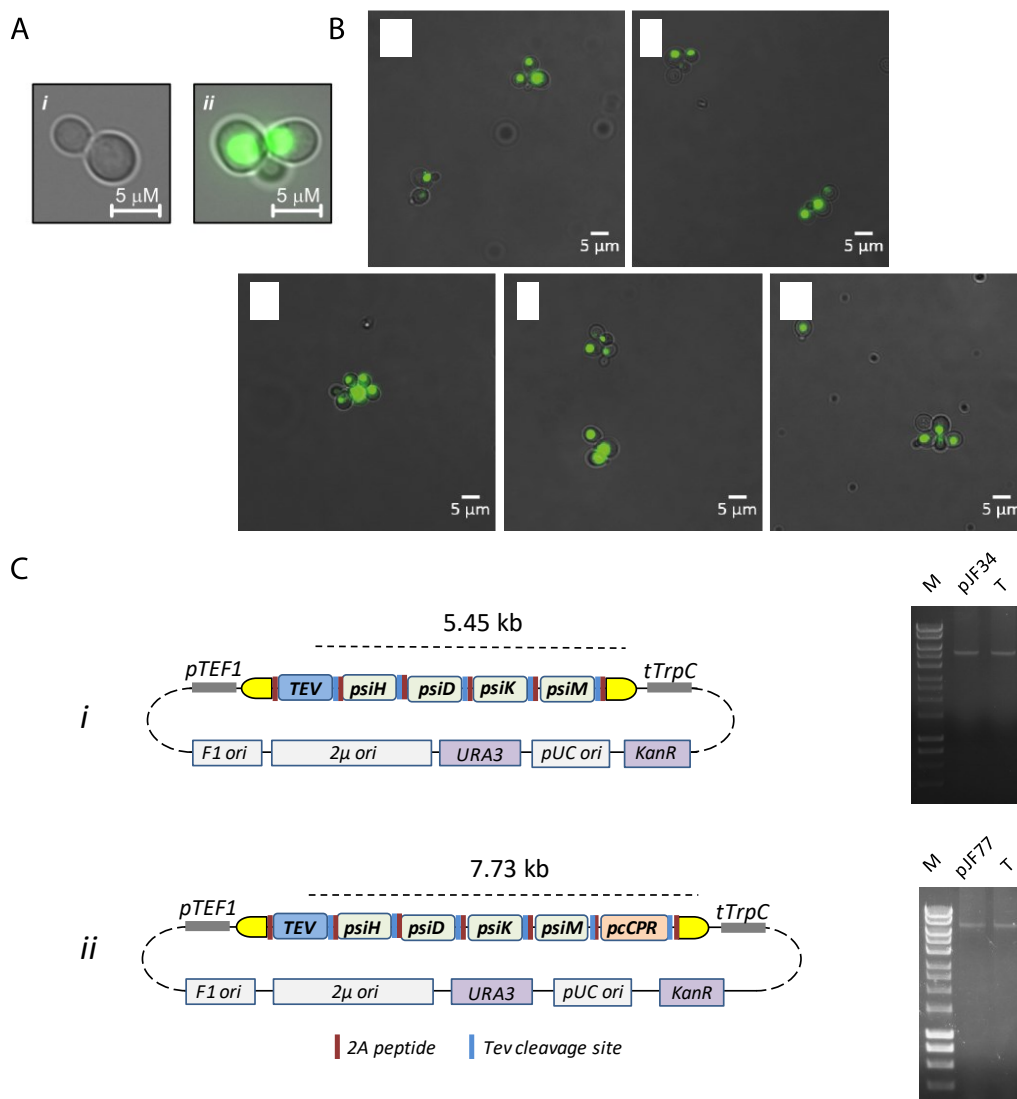 A
B
i
ii
5 µM
5 µM
5 µm
5 µm
5 µm
5 µm
5 µm
C
5.45 kb
pTEF1
tTrpC
TEV
psiH
psiD
psiK
psiM
i
F1 ori
2µ ori
URA3
pUC ori
KanR
M
pJF34
T
7.73 kb
pTEF1
tTrpC
TEV
psiH
psiD
psiK
psiM
pcCPR
ii
F1 ori
2µ ori
URA3
pUC ori
KanR
2A peptide
Tev cleavage site
M
pJF77
T